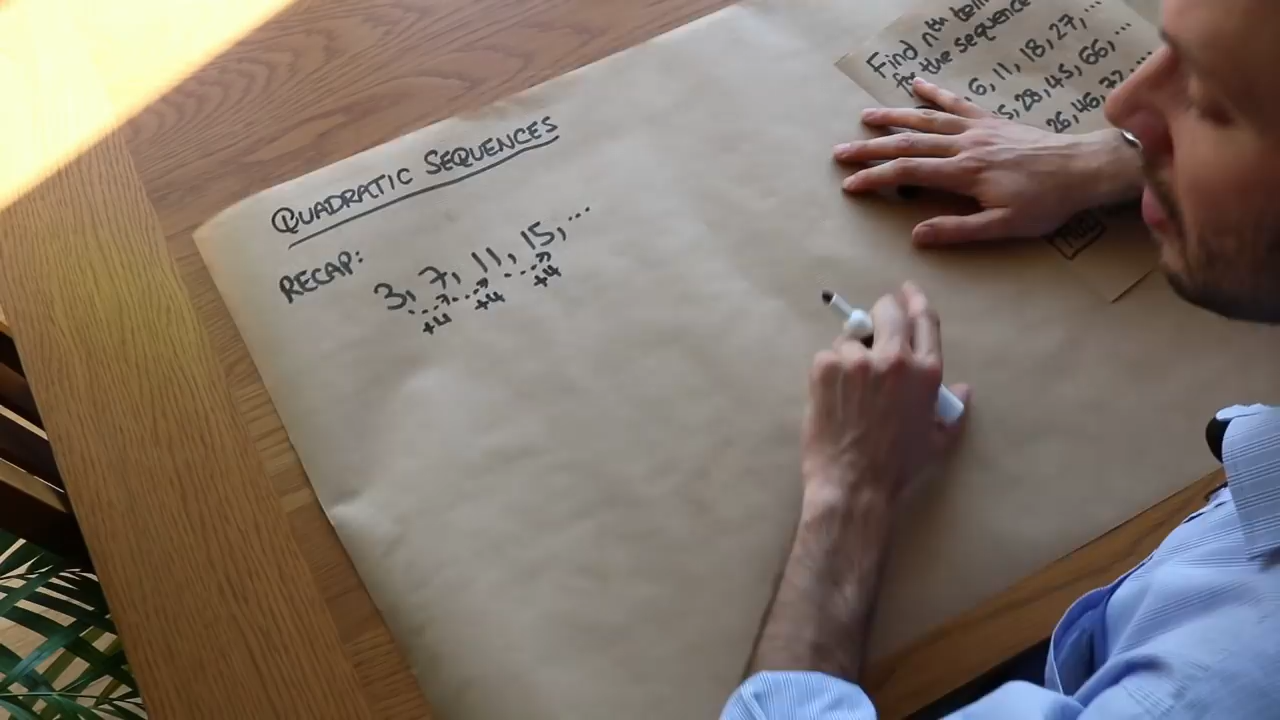 QUADRATIC SEQUENCES
RECAP: 3, 7, 11, 15, ...
+4 +4 +4
Find nth term
for the sequence
6, 11, 18, 27, ...
28, 45, 66, ...
26, 46, 72, ...